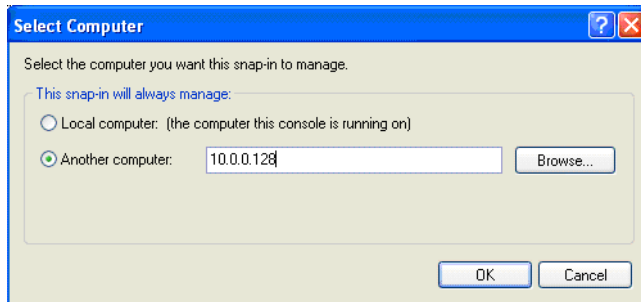 Select Computer
Select the computer you want this snap-in to manage.
This snap-in will always manage:
Local computer: (the computer this console is running on)
Another computer: 10.0.0.128 Browse...
OK Cancel